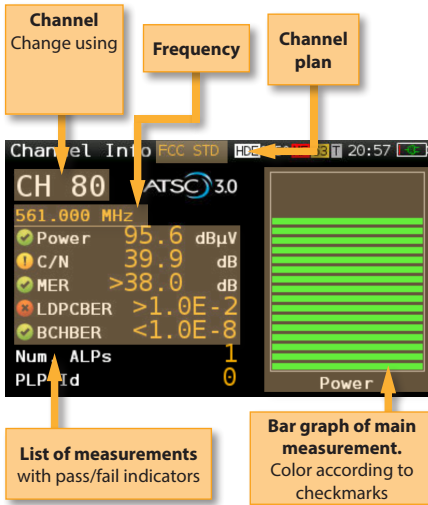 Channel
Change using
Frequency
Channel
plan
Channel Info FCC STD 20:57
CH 80
ATSC 3.0
561.000 MHz
Power 95.6 dBµV
C/N 39.9 dB
MER >38.0 dB
LDPCBER >1.0E-2
BCHBER <1.0E-8
Num. ALPs 1
PLP Id 0
Power
List of measurements
with pass/fail indicators
Bar graph of main
measurement.
Color according to
checkmarks